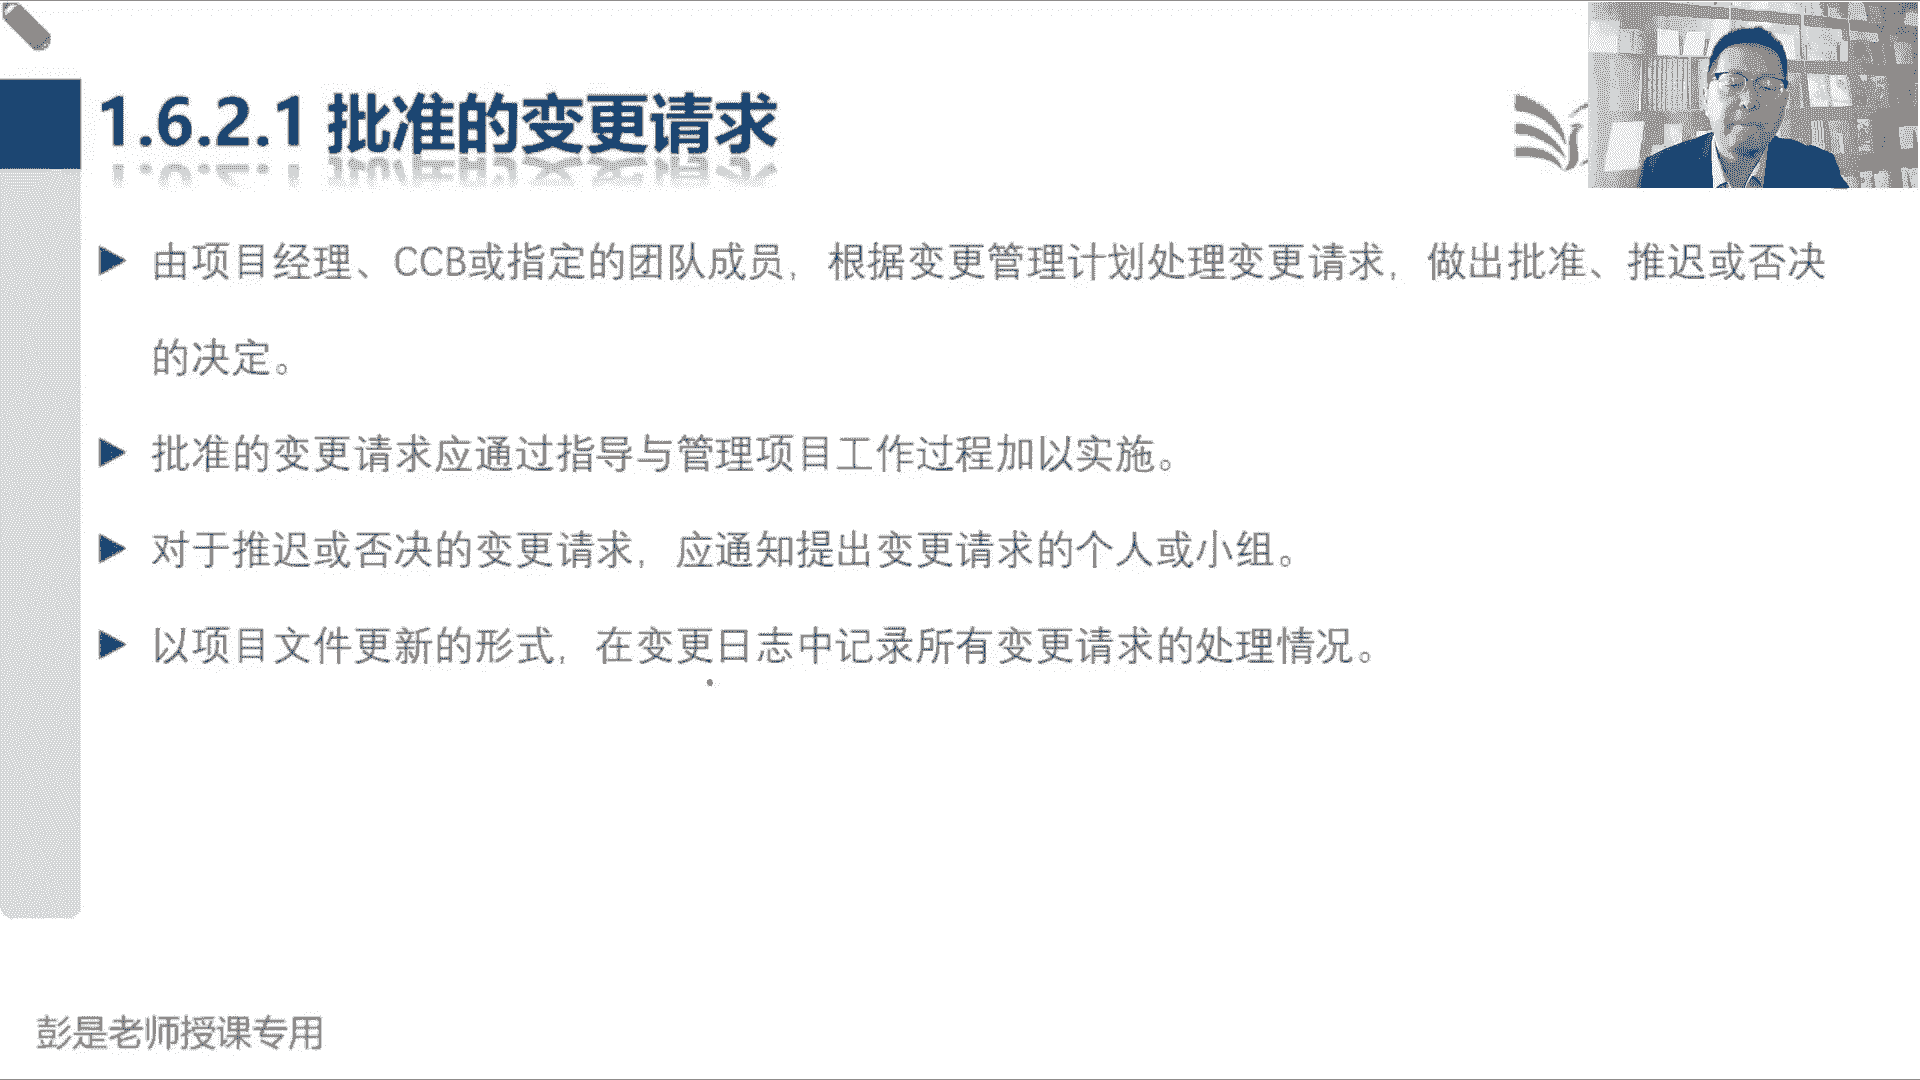 1.6.2.1 批准的变更请求
由项目经理、CCB或指定的团队成员，根据变更管理计划处理变更请求，做出批准、推迟或否决
的决定。
批准的变更请求应通过指导与管理项目工作过程加以实施。
对于推迟或否决的变更请求，应通知提出变更请求的个人或小组。
以项目文件更新的形式，在变更日志中记录所有变更请求的处理情况。
彭是老师授课专用